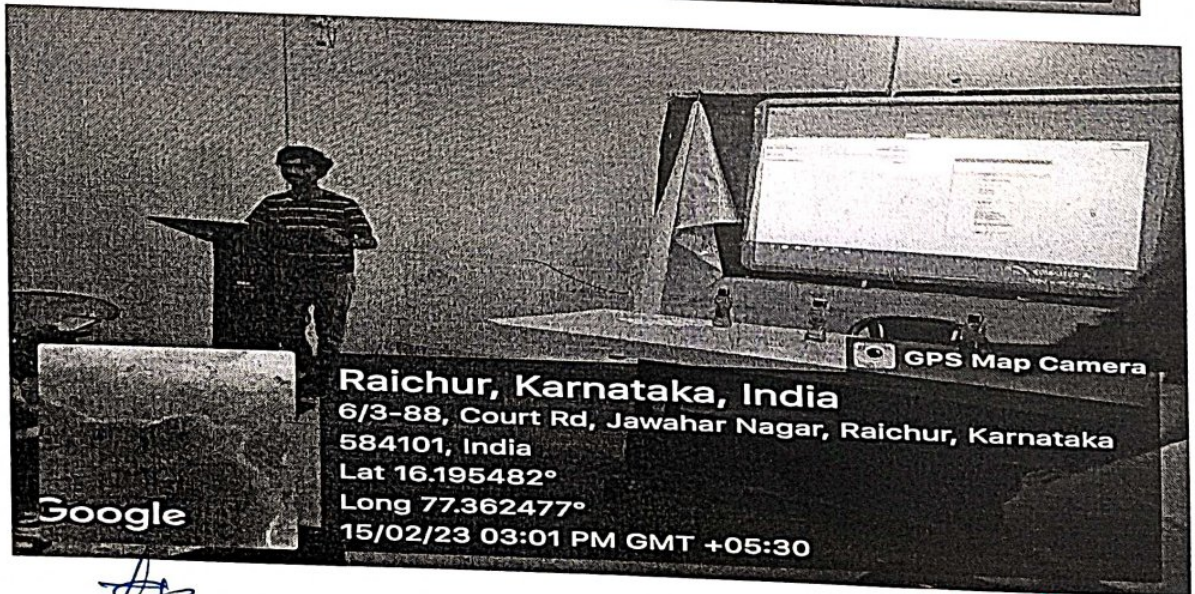 GPS Map Camera
Raichur, Karnataka, India
6/3-88, Court Rd, Jawahar Nagar, Raichur, Karnataka
584101, India
Lat 16.195482°
Long 77.362477°
15/02/23 03:01 PM GMT +05:30
Google